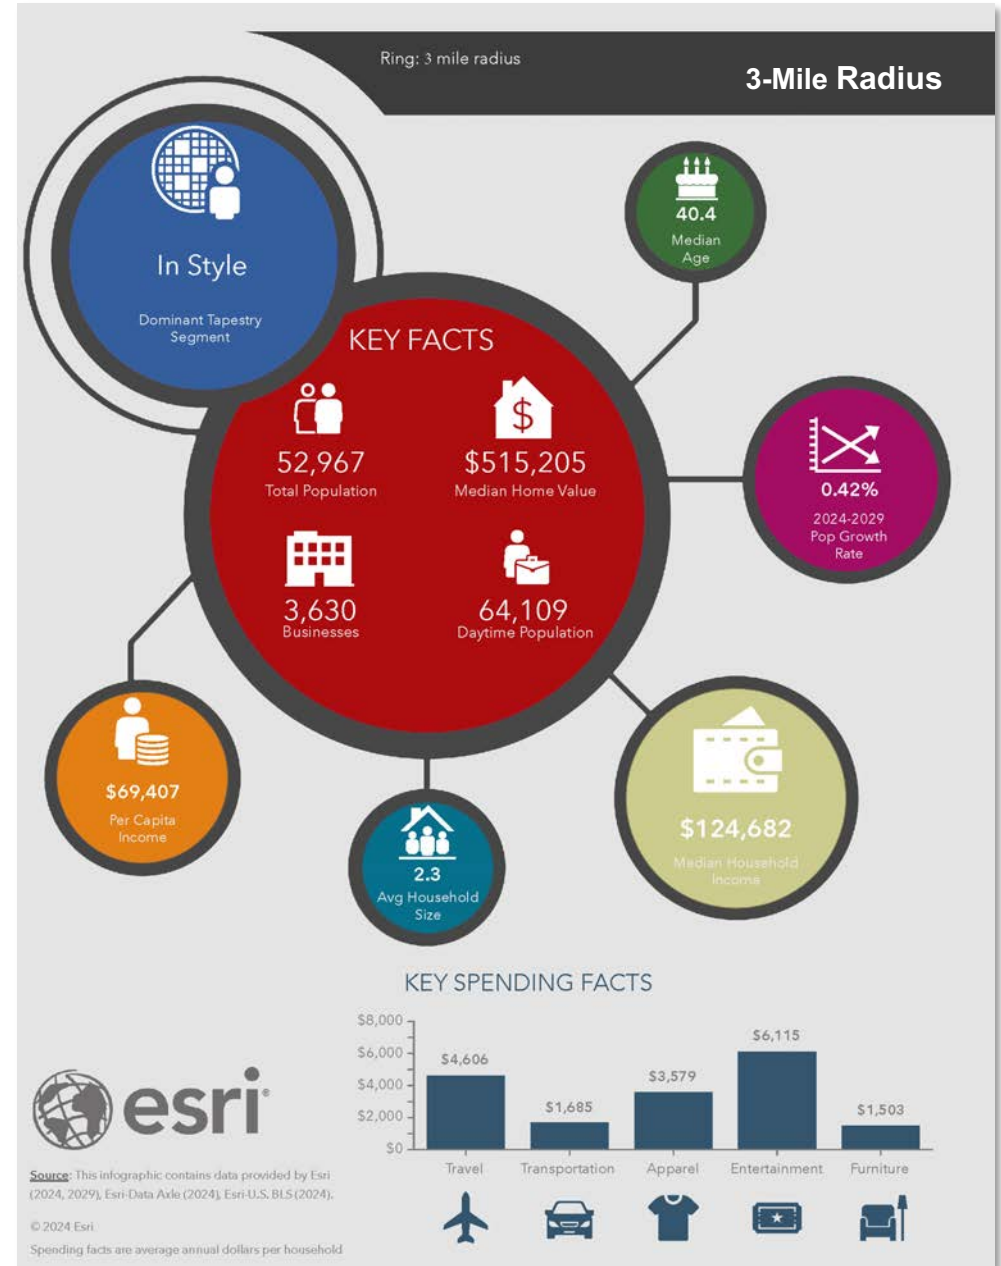 Ring: 3 mile radius
3-Mile Radius
In Style
Dominant Tapestry
Segment
40.4
Median
Age
KEY FACTS
$
52,967
Total Population
$515,205
Median Home Value
3,630
Businesses
64,109
Daytime Population
0.42%
2024-2029
Pop Growth
Rate
$69,407
Per Capita
Income
2.3
Avg Household
Size
$124,682
Median Household
Income
KEY SPENDING FACTS
$8,000
$6,000
$4,000
$2,000
$0
$4,606
$1,685
$3,579
$6,115
$1,503
Travel
Transportation
Apparel
Entertainment
Furniture
esri®
Source: This infographic contains data provided by Esri
(2024, 2029), Esri-Data Axle (2024), Esri-U.S. BLS (2024).
© 2024 Esri
Spending facts are average annual dollars per household